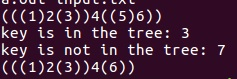 a.out input.txt
(((1)2(3))4((5)6))
key is in the tree: 3
key is not in the tree: 7
(((1)2(3))4(6))